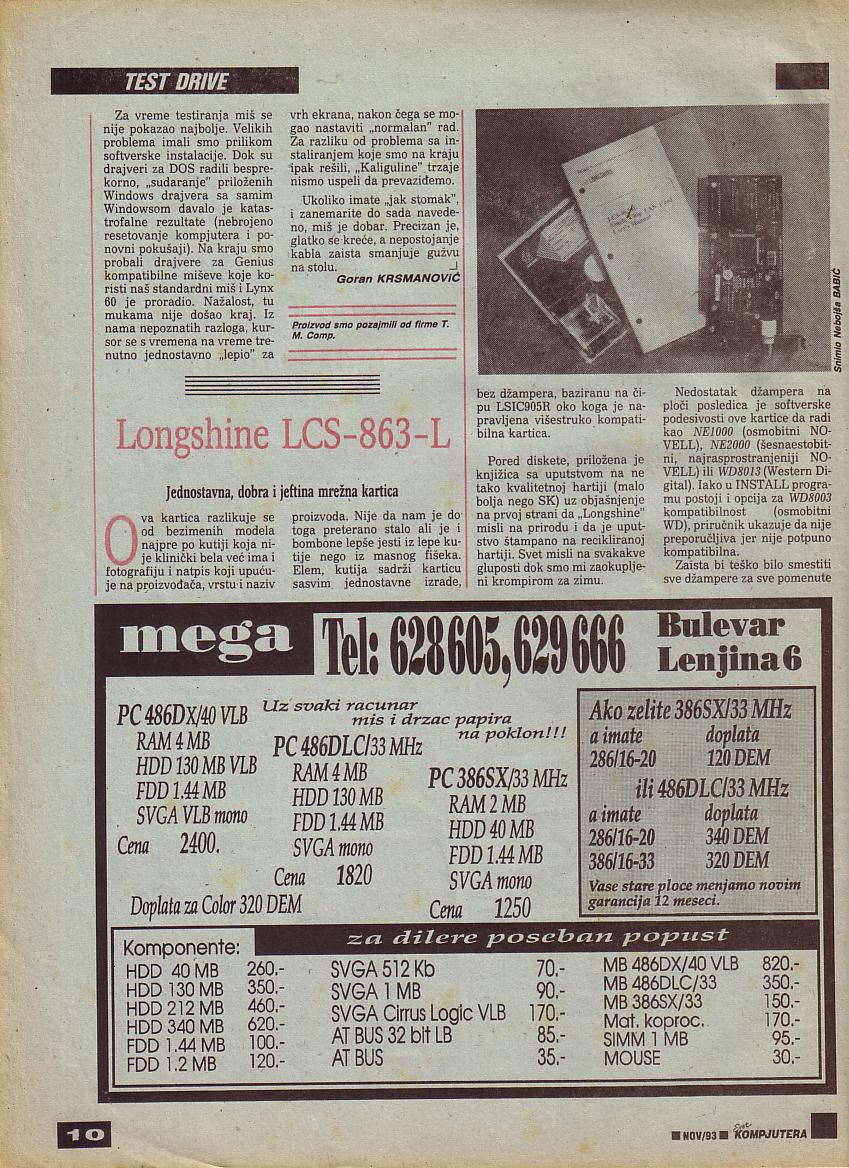 TEST DRIVE
Za vreme testiranja miš se
nije pokazao najbolje. Velikih
problema imali smo prilikom
softverske instalacije. Dok su
drajveri za DOS radili bespre-
korno, „sudaranje” priloženih
Windows drajvera sa samim
Windowsom davalo je katas-
trofalne rezultate (nebrojeno
resetovanje kompjutera i po-
novni pokušaji). Na kraju smo
probali drajvere za Genius
kompatibilne miševe koje ko-
risti naš standardni miš i Lynx
60 je proradio. Nažalost, tu
mukama nije došao kraj. Iz
nama nepoznatih razloga, kur-
sor se s vremena na vreme tre-
nutno jednostavno „lepio” za
vrh ekrana, nakon čega se mo-
gao nastaviti „normalan” rad.
Za razliku od problema sa in-
staliranjem koje smo na kraju
ipak rešili, „Kaliguline” trzaje
nismo uspeli da prevaziđemo.
Ukoliko imate „jak stomak”,
i zanemarite do sada navede-
no, miš je dobar. Precizan je,
glatko se kreće, a nepostojanje
kabla zaista smanjuje gužvu
na stolu.
Goran KRSMANOVIĆ
Proizvod smo pozajmili od firme T.
M. Comp.
Snimio Nebojša BABIĆ
Longshine LCS-863-L
Jednostavna, dobra i jeftina mrežna kartica
Ova kartica razlikuje se
od bezimenih modela
najpre po kutiji koja ni-
je klinički bela već ima i
fotografiju i natpis koji upuću-
je na proizvođača, vrstu i naziv
proizvoda. Nije da nam je do
toga preterano stalo ali je i
bombone lepše jesti iz lepe ku-
tije nego iz masnog fišeka.
Elem, kutija sadrži karticu
sasvim jednostavne izrade,
bez džampera, baziranu na či-
pu LSIC905R oko koga je na-
pravljena višestruko kompati-
bilna kartica.
Pored diskete, priložena je
knjižica sa uputstvom na ne
tako kvalitetnoj hartiji (malo
bolja nego SK) uz objašnjenje
na prvoj strani da „Longshine”
misli na prirodu i da je uput-
stvo štampano na recikliranoj
hartiji. Svet misli na svakakve
gluposti dok smo mi zaokuplje-
ni krompirom za zimu.
Nedostatak džampera na
ploči posledica je softverske
podesivosti ove kartice da radi
kao NE1000 (osmobitni NO-
VELL), NE2000 (šesnaestobit-
ni, najrasprostranjeniji NO-
VELL) ili WD8013 (Western Di-
gital). Iako u INSTALL progra-
mu postoji i opcija za WD8003
kompatibilnost (osmobitni
WD), priručnik ukazuje da nije
preporučljiva jer nije potpuno
kompatibilna.
Zaista bi teško bilo smestiti
sve džampere za sve pomenute
mega
Tel: 628 605, 629 666
Bulevar
Lenjina 6
PC 486DX/40 VLB
RAM 4 MB
HDD 130 MB VLB
FDD 1.44 MB
SVGA VLB mono
Cena 2400.
Uz svaki racunar
mis i drzac papira
na poklon!!!
PC 486DLC/33 MHz
RAM 4 MB
HDD 130 MB
FDD 1.44 MB
SVGA mono
Cena 1820
PC 386SX/33 MHz
RAM 2 MB
HDD 40 MB
FDD 1.44 MB
SVGA mono
Cena 1250
Doplata za Color 320 DEM
Ako zelite 386SX/33 MHz
a imate doplata
286/16-20 120 DEM
ili 486DLC/33 MHz
a imate doplata
286/16-20 340 DEM
386/16-33 320 DEM
Vase stare ploce menjamo novim
garancija 12 meseci.
Komponente:
za dilere poseban popust
HDD 40 MB 260.-
HDD 130 MB 350.-
HDD 212 MB 460.-
HDD 340 MB 620.-
FDD 1.44 MB 100.-
FDD 1.2 MB 120.-
SVGA 512 Kb 70.-
SVGA 1 MB 90.-
SVGA Cirrus Logic VLB 170.-
AT BUS 32 bit LB 85.-
AT BUS 35.-
MB 486DX/40 VLB 820.-
MB 486DLC/33 350.-
MB 386SX/33 150.-
Mat. koproc. 170.-
SIMM 1 MB 95.-
MOUSE 30.-
10
NOV/93
Svet KOMPJUTERA